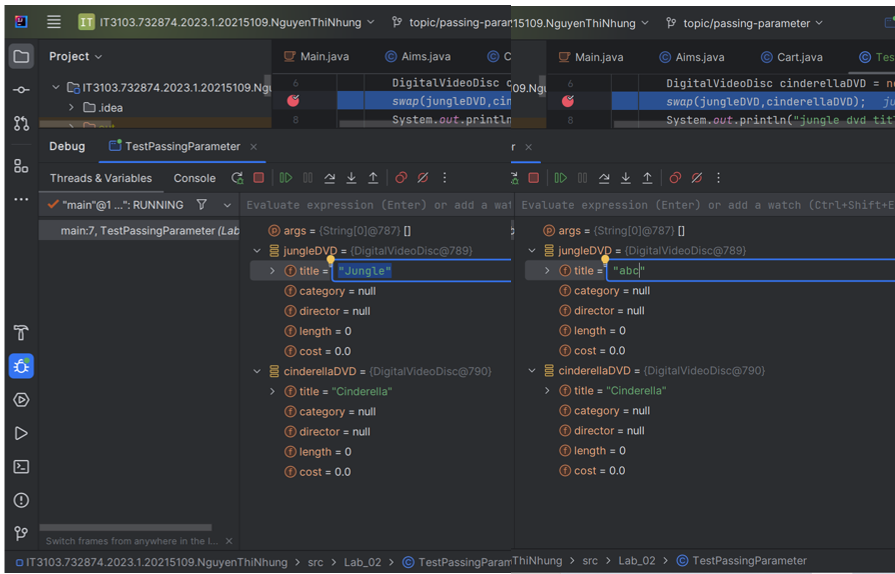 IT IT3103.732874.2023.1.20215109.NguyenThiNhung topic/passing-paran
Project
Main.java Aims.java C
IT3103.732874.2023.1.20215109.Ngu
.idea
6 DigitalVideoDisc c
swap(jungleDVD,cin
8 System.out.println
Debug TestPassingParameter
Threads & Variables Console
"main"@1 ...": RUNNING
Evaluate expression (Enter) or add a wat
main:7, TestPassingParameter (Lab
args = {String[0]@787} []
jungleDVD = {DigitalVideoDisc@789}
title = "Jungle"
category = null
director = null
length = 0
cost = 0.0
cinderellaDVD = {DigitalVideoDisc@790}
title = "Cinderella"
category = null
director = null
length = 0
cost = 0.0
Switch frames from anywhere in the I...
IT3103.732874.2023.1.20215109.NguyenThiNhung > src > Lab_02 > TestPassingParam
15109.NguyenThiNhung topic/passing-parameter
Main.java Aims.java Cart.java Tes
09.Ngu
6 DigitalVideoDisc cinderellaDVD = ne
swap(jungleDVD,cinderellaDVD); ju
8 System.out.println("jungle dvd titl
r
Evaluate expression (Enter) or add a watch (Ctrl+Shift+E
args = {String[0]@787} []
jungleDVD = {DigitalVideoDisc@789}
title = "abc"
category = null
director = null
length = 0
cost = 0.0
cinderellaDVD = {DigitalVideoDisc@790}
title = "Cinderella"
category = null
director = null
length = 0
cost = 0.0
ThiNhung > src > Lab_02 > TestPassingParameter